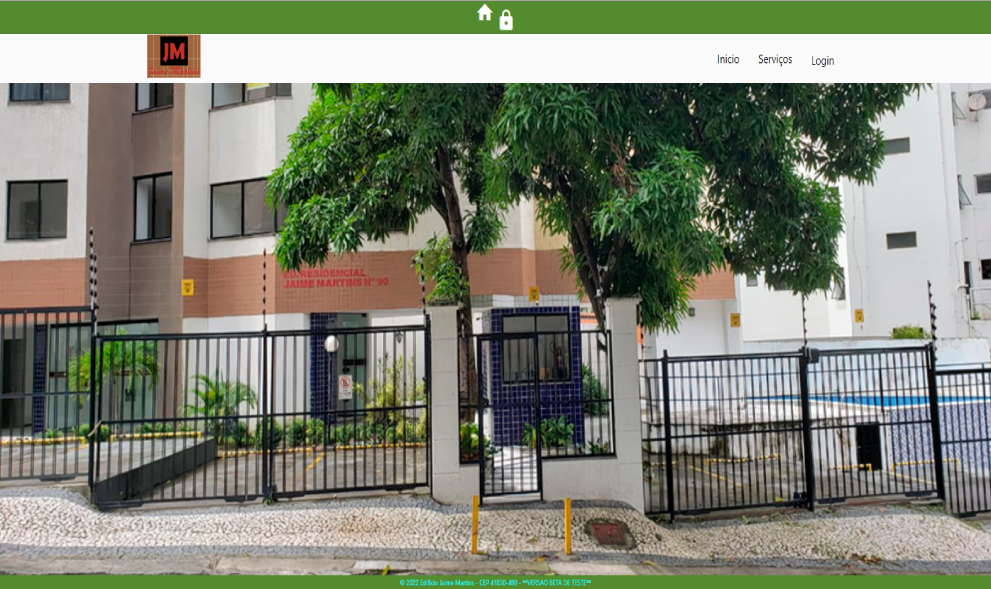 JM
Inicio
Serviços
Login
ED. RESIDENCIAL
JAIME MARTINS Nº 90
© 2022 Edifício Jaime Martins - CEP 41830-480 - **VERSAO BETA DE TESTE**